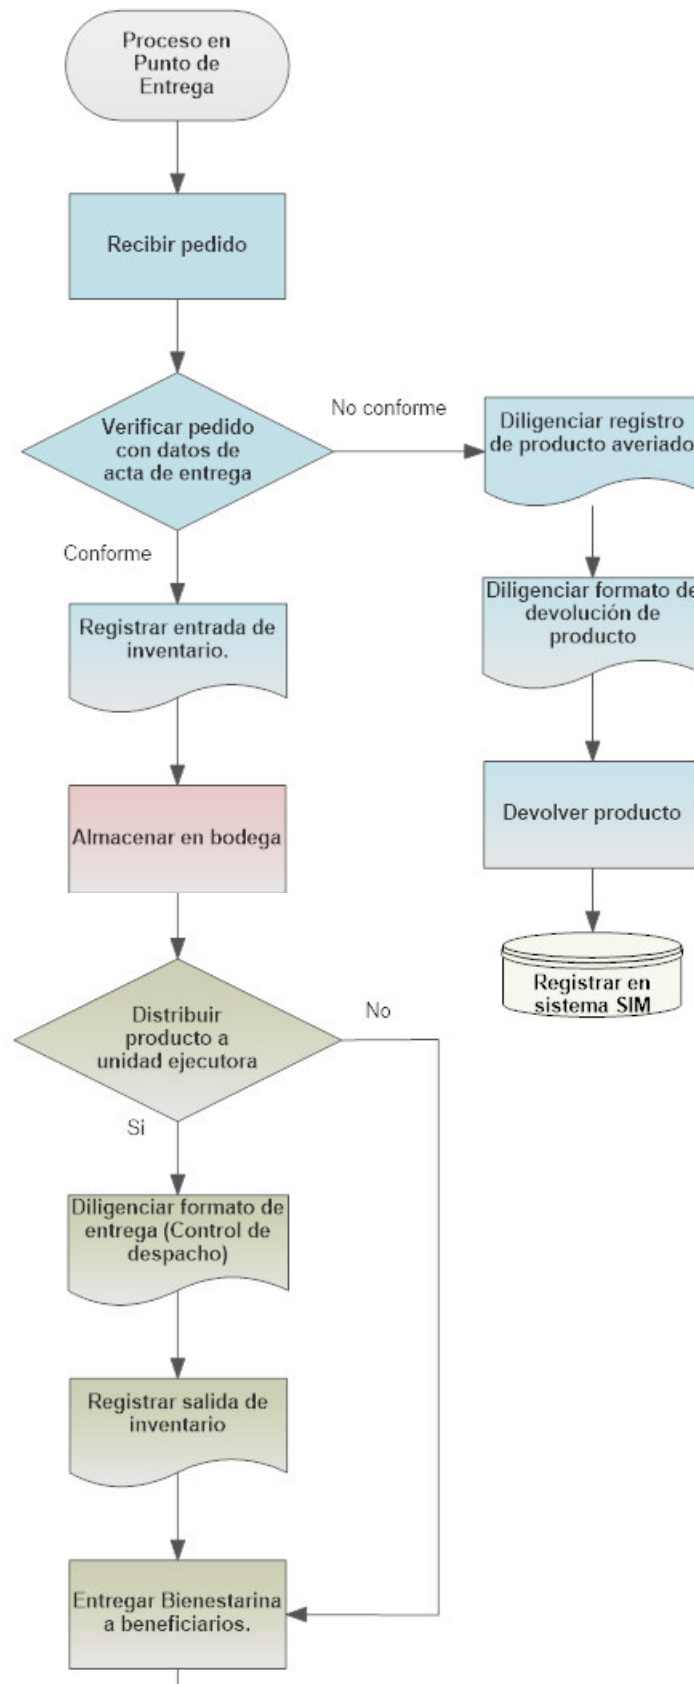 Proceso en
Punto de
Entrega
Recibir pedido
Verificar pedido
con datos de
acta de entrega
No conforme
Diligenciar registro
de producto averiado
Conforme
Diligenciar formato de
devolución de
producto
Registrar entrada de
inventario.
Devolver producto
Almacenar en bodega
Registrar en
sistema SIM
Distribuir
producto a
unidad ejecutora
No
Si
Diligenciar formato de
entrega (Control de
despacho)
Registrar salida de
inventario
Entregar Bienestarina
a beneficiarios.